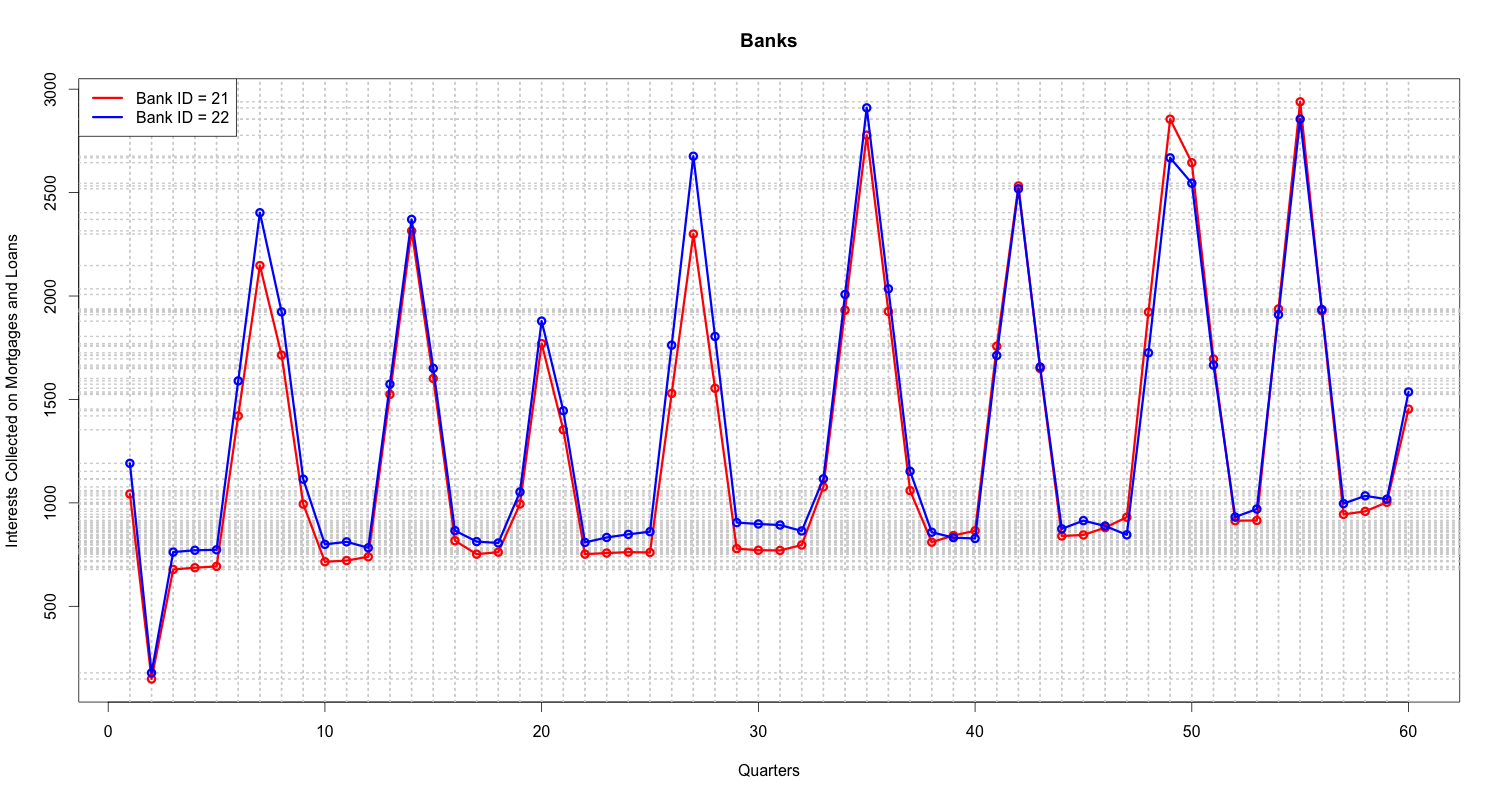 Banks
Bank ID = 21
Bank ID = 22
Interests Collected on Mortgages and Loans
3000
2500
2000
1500
1000
500
0 10 20 30 40 50 60
Quarters